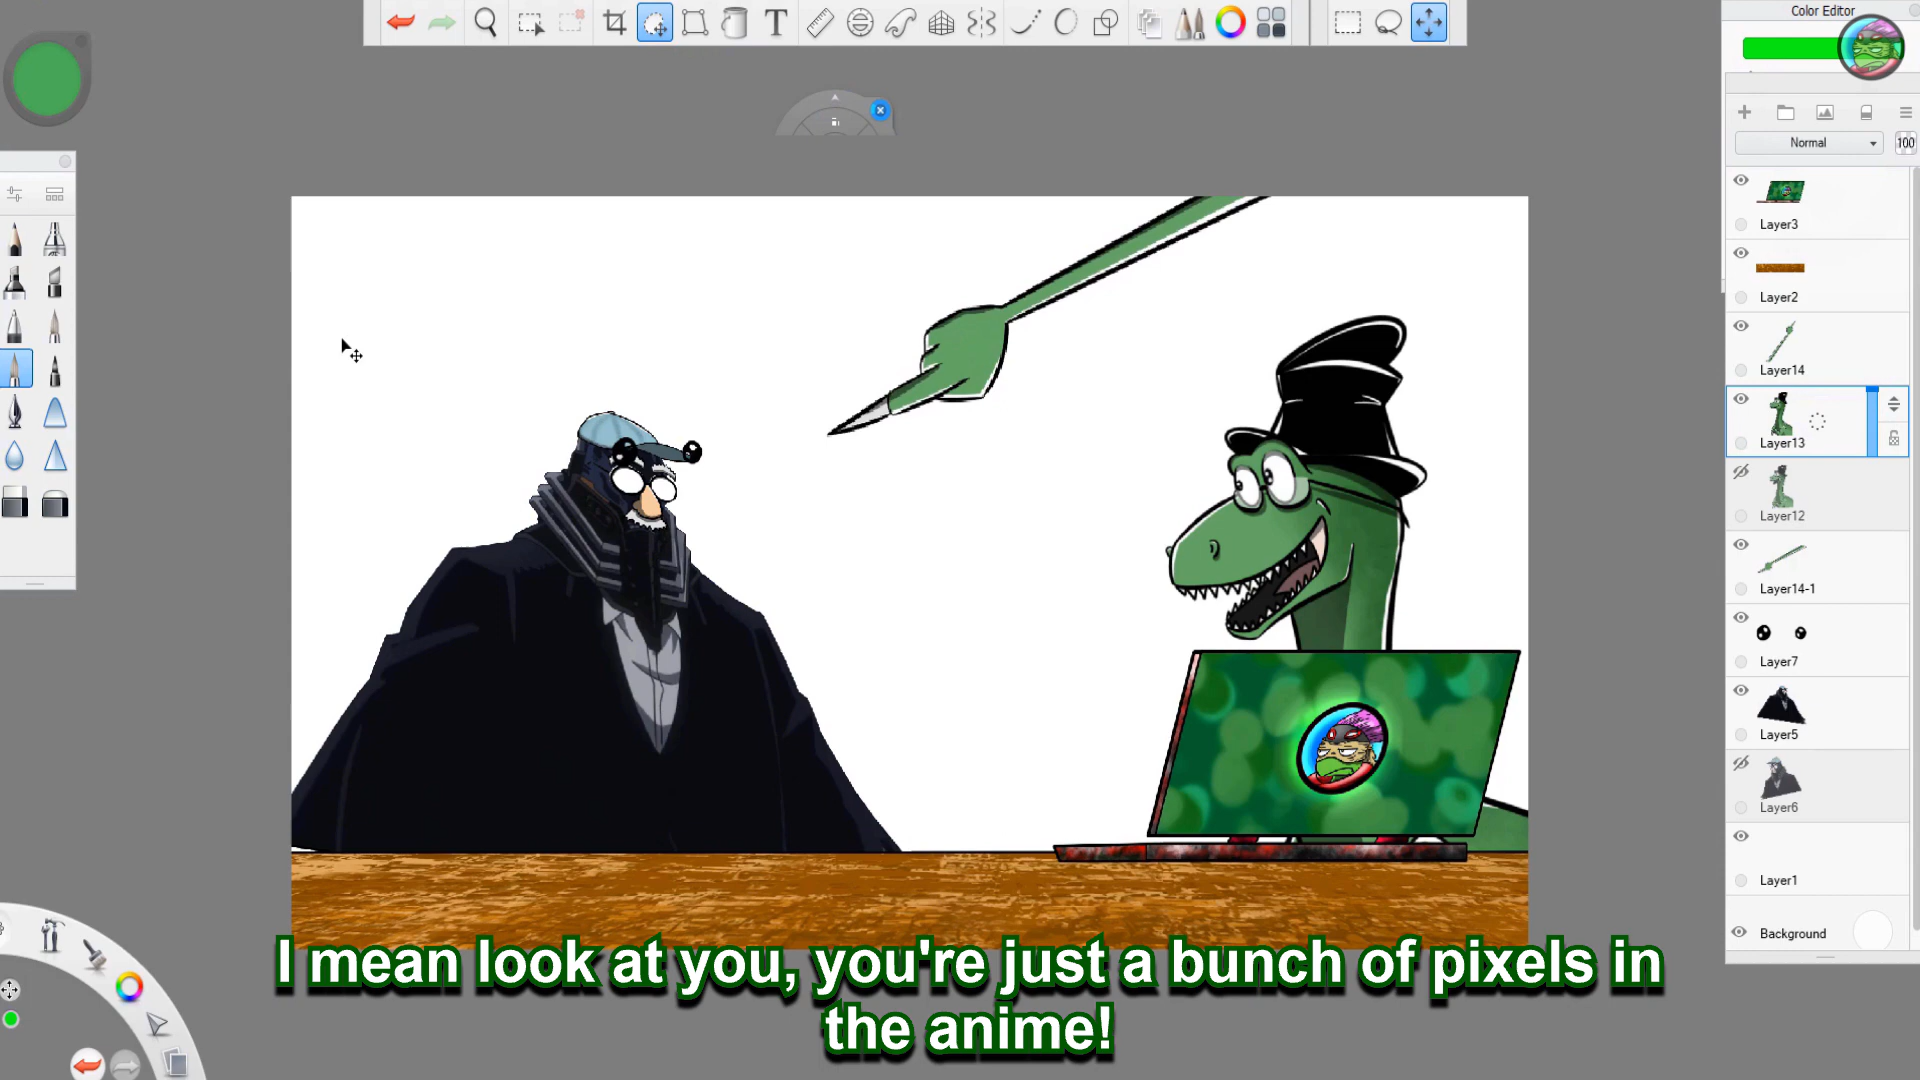 Color Editor
T
Normal
100
Layer3
Layer2
Layer14
Layer13
Layer12
Layer14-1
Layer7
Layer5
Layer6
Layer1
Background
I mean look at you, you're just a bunch of pixels in
the anime!